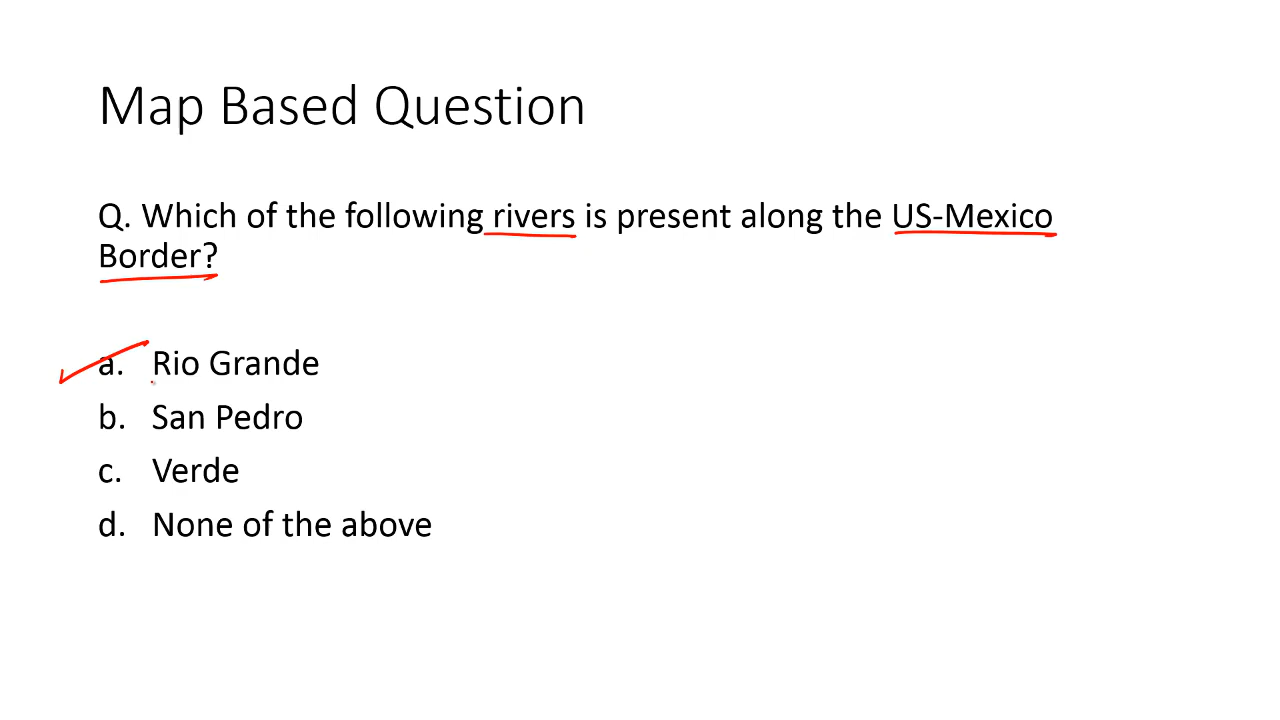 Map Based Question
Q. Which of the following rivers is present along the US-Mexico
Border?
a. Rio Grande
b. San Pedro
c. Verde
d. None of the above